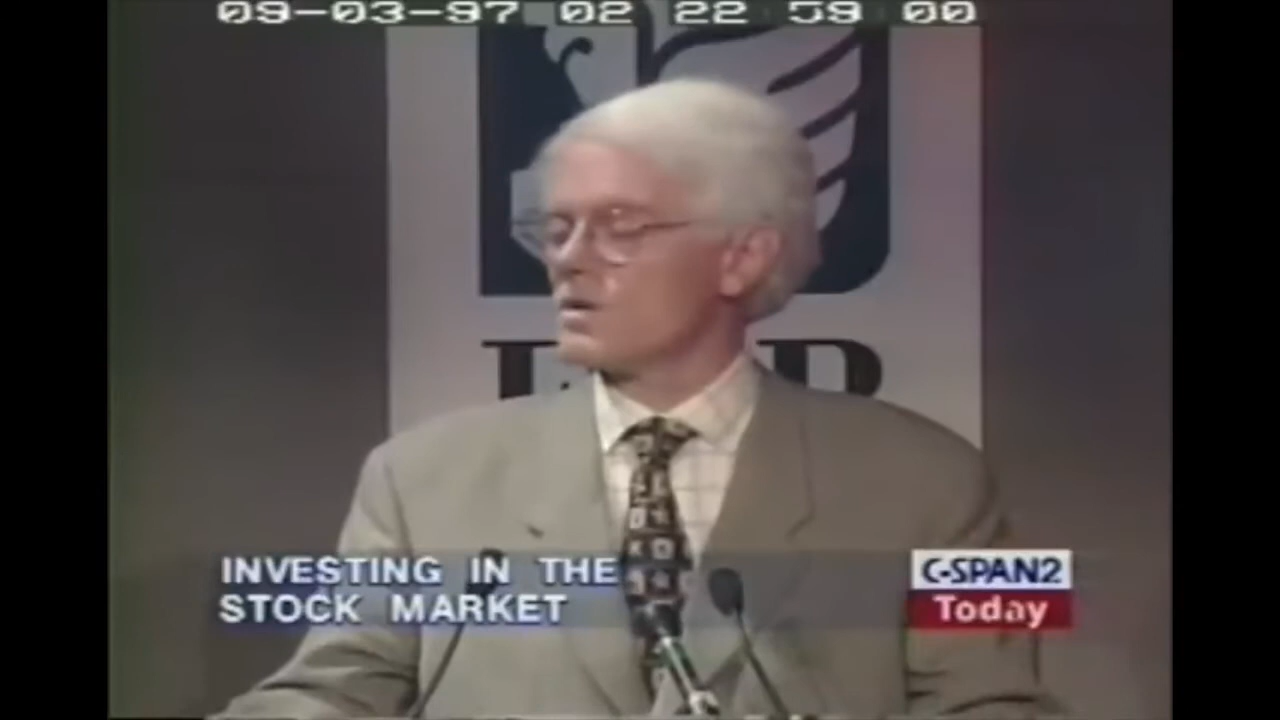 09-03-97 02 22 59 00
INVESTING IN THE
STOCK MARKET
C-SPAN2
Today